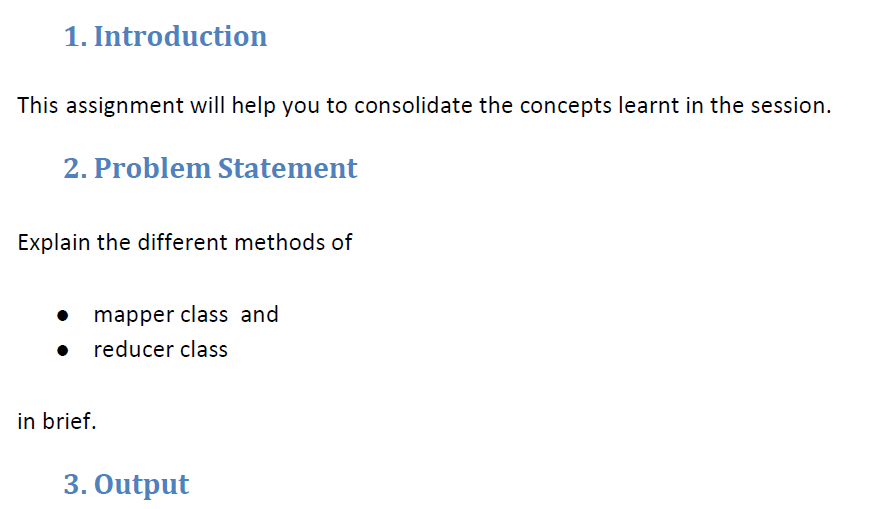 1. Introduction
This assignment will help you to consolidate the concepts learnt in the session.
2. Problem Statement
Explain the different methods of
● mapper class and
● reducer class
in brief.
3. Output